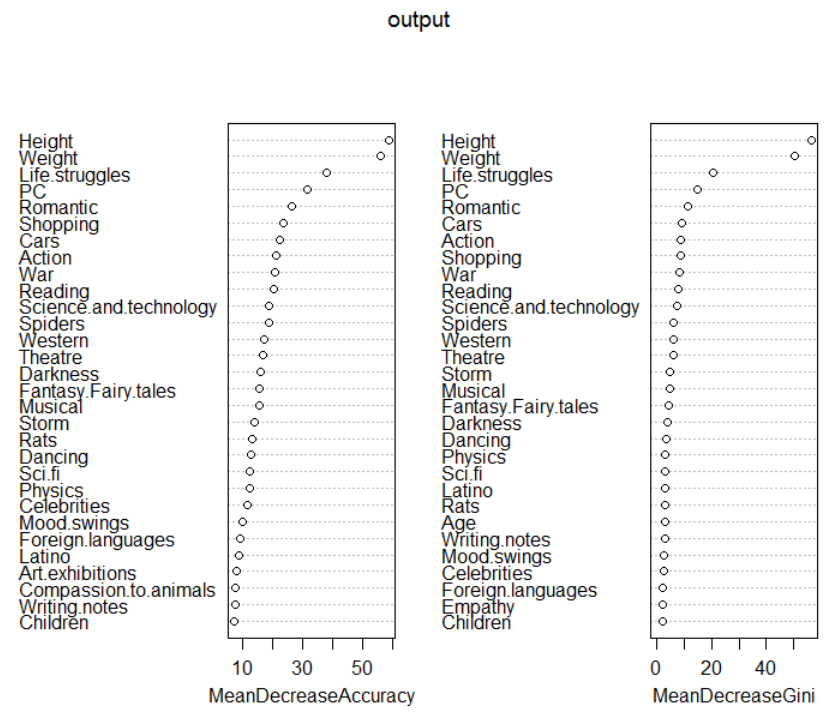 output
Height
Weight
Life.struggles
PC
Romantic
Shopping
Cars
Action
War
Reading
Science.and.technology
Spiders
Western
Theatre
Darkness
Fantasy.Fairy.tales
Musical
Storm
Rats
Dancing
Sci.fi
Physics
Celebrities
Mood.swings
Foreign.languages
Latino
Art.exhibitions
Compassion.to.animals
Writing.notes
Children
10 30 50
MeanDecreaseAccuracy
Height
Weight
Life.struggles
PC
Romantic
Cars
Action
Shopping
War
Reading
Science.and.technology
Spiders
Western
Theatre
Storm
Musical
Fantasy.Fairy.tales
Darkness
Dancing
Physics
Sci.fi
Latino
Rats
Age
Writing.notes
Mood.swings
Celebrities
Foreign.languages
Empathy
Children
0 20 40
MeanDecreaseGini